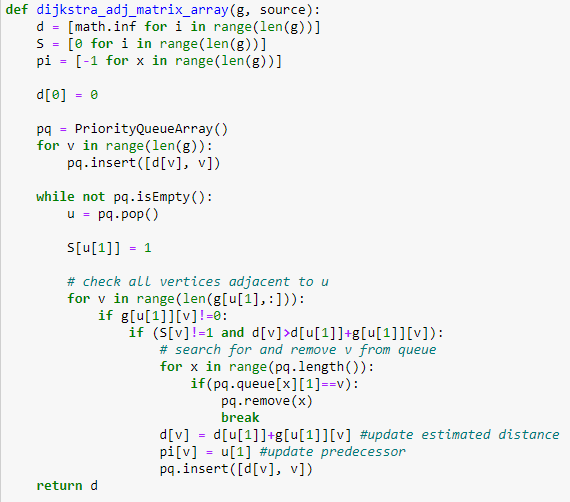 def dijkstra_adj_matrix_array(g, source):
    d = [math.inf for i in range(len(g))]
    S = [0 for i in range(len(g))]
    pi = [-1 for x in range(len(g))]

    d[0] = 0

    pq = PriorityQueueArray()
    for v in range(len(g)):
        pq.insert([d[v], v])

    while not pq.isEmpty():
        u = pq.pop()

        S[u[1]] = 1

        # check all vertices adjacent to u
        for v in range(len(g[u[1],:])):
            if g[u[1]][v]!=0:
                if (S[v]!=1 and d[v]>d[u[1]]+g[u[1]][v]):
                    # search for and remove v from queue
                    for x in range(pq.length()):
                        if(pq.queue[x][1]==v):
                            pq.remove(x)
                            break
                    d[v] = d[u[1]]+g[u[1]][v] #update estimated distance
                    pi[v] = u[1] #update predecessor
                    pq.insert([d[v], v])
    return d